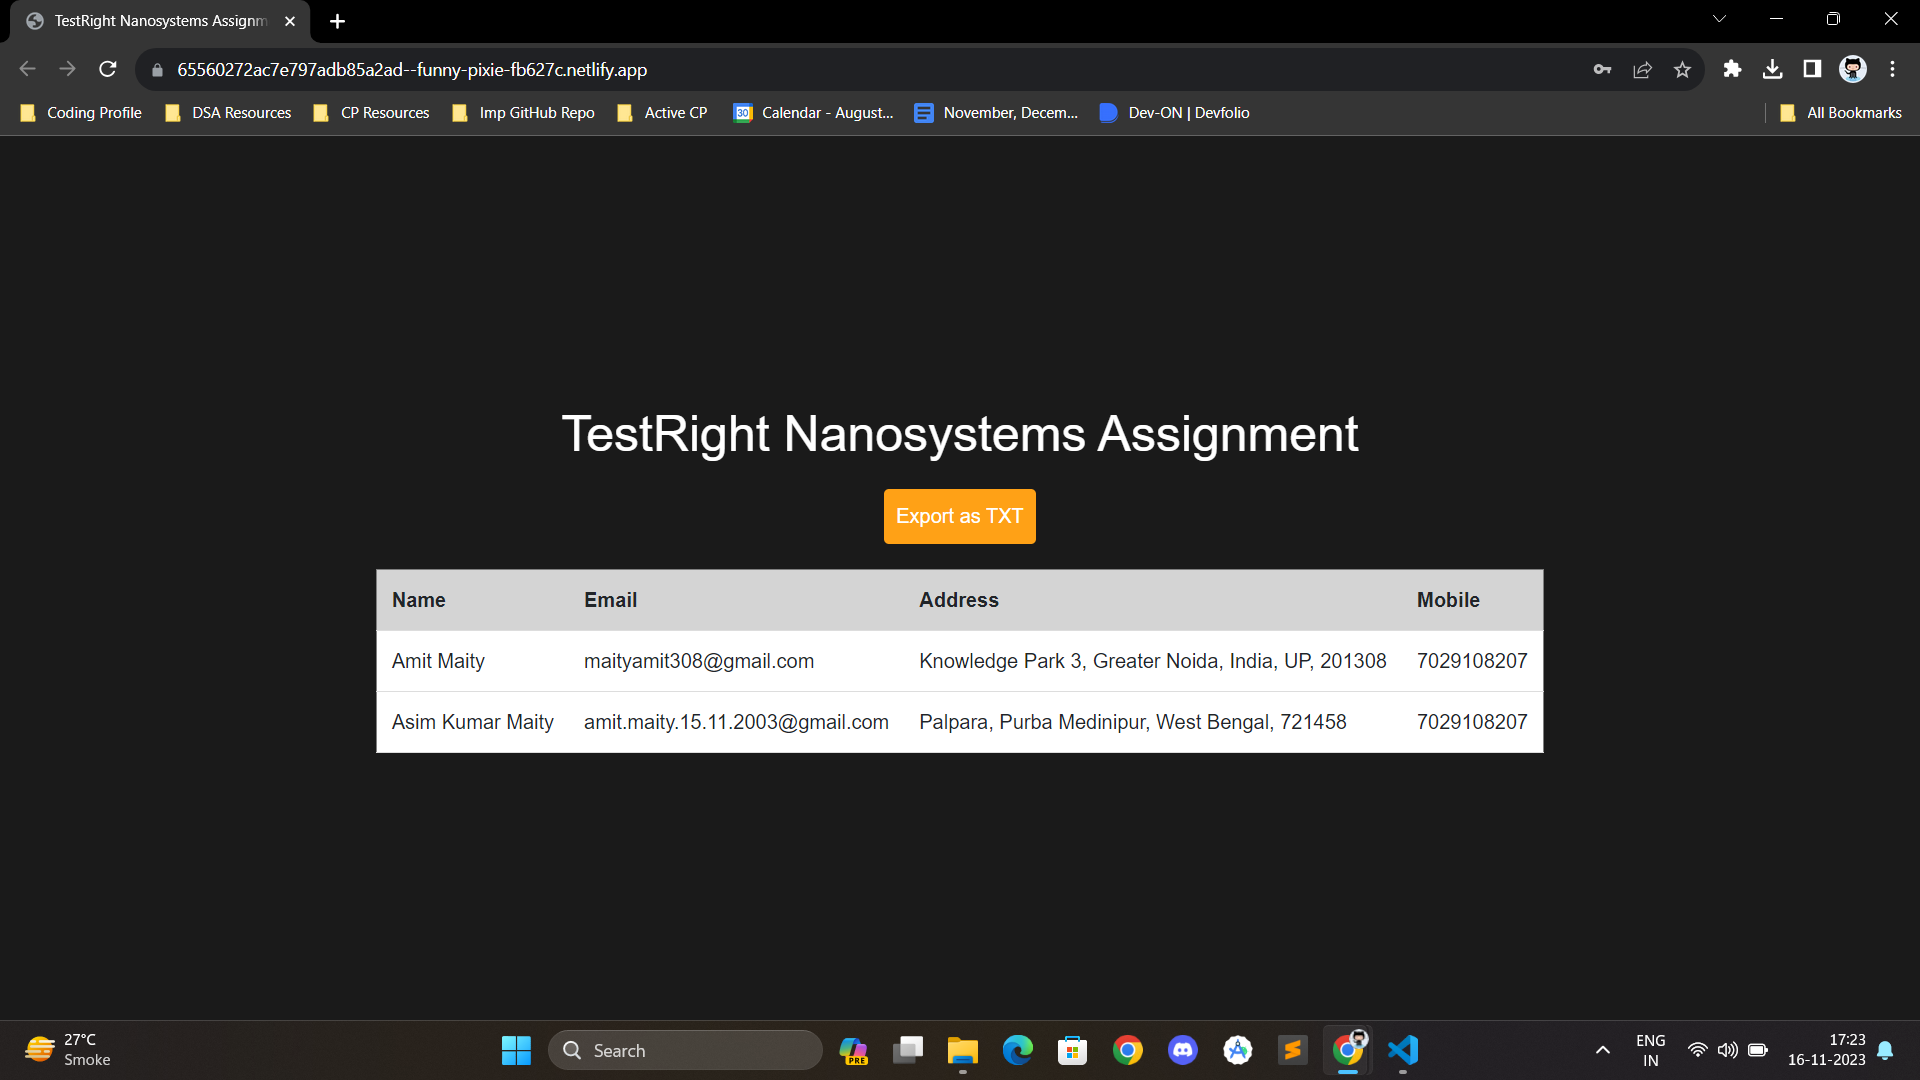 TestRight Nanosystems Assignm
65560272ac7e797adb85a2ad--funny-pixie-fb627c.netlify.app
Coding Profile DSA Resources CP Resources Imp GitHub Repo Active CP 30 Calendar - August... November, Decem... Dev-ON | Devfolio All Bookmarks
TestRight Nanosystems Assignment
Export as TXT
Name Email Address Mobile
Amit Maity maityamit308@gmail.com Knowledge Park 3, Greater Noida, India, UP, 201308 7029108207
Asim Kumar Maity amit.maity.15.11.2003@gmail.com Palpara, Purba Medinipur, West Bengal, 721458 7029108207
27°C
Smoke
Search
PRE
ENG
IN
17:23
16-11-2023